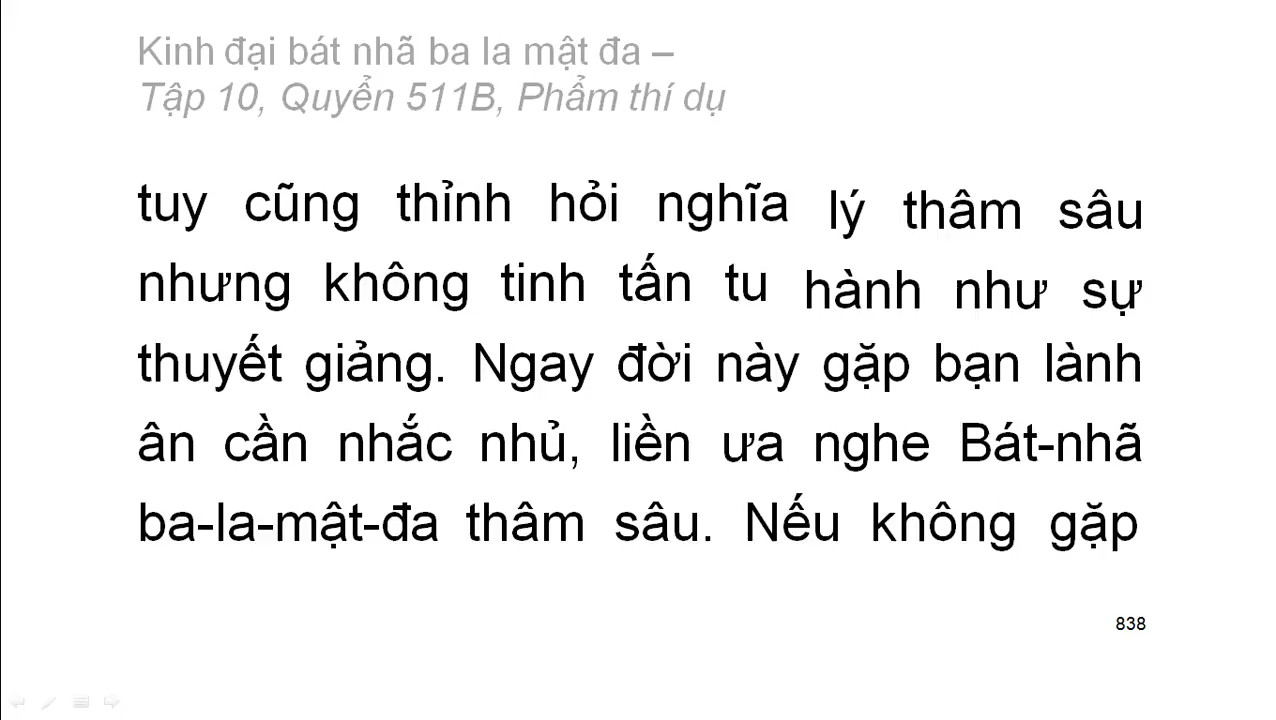 Kinh đại bát nhã ba la mật đa –
Tập 10, Quyển 511B, Phẩm thí dụ
tuy cũng thỉnh hỏi nghĩa lý thâm sâu
nhưng không tinh tấn tu hành như sự
thuyết giảng. Ngay đời này gặp bạn lành
ân cần nhắc nhủ, liền ưa nghe Bát-nhã
ba-la-mật-đa thâm sâu. Nếu không gặp
838